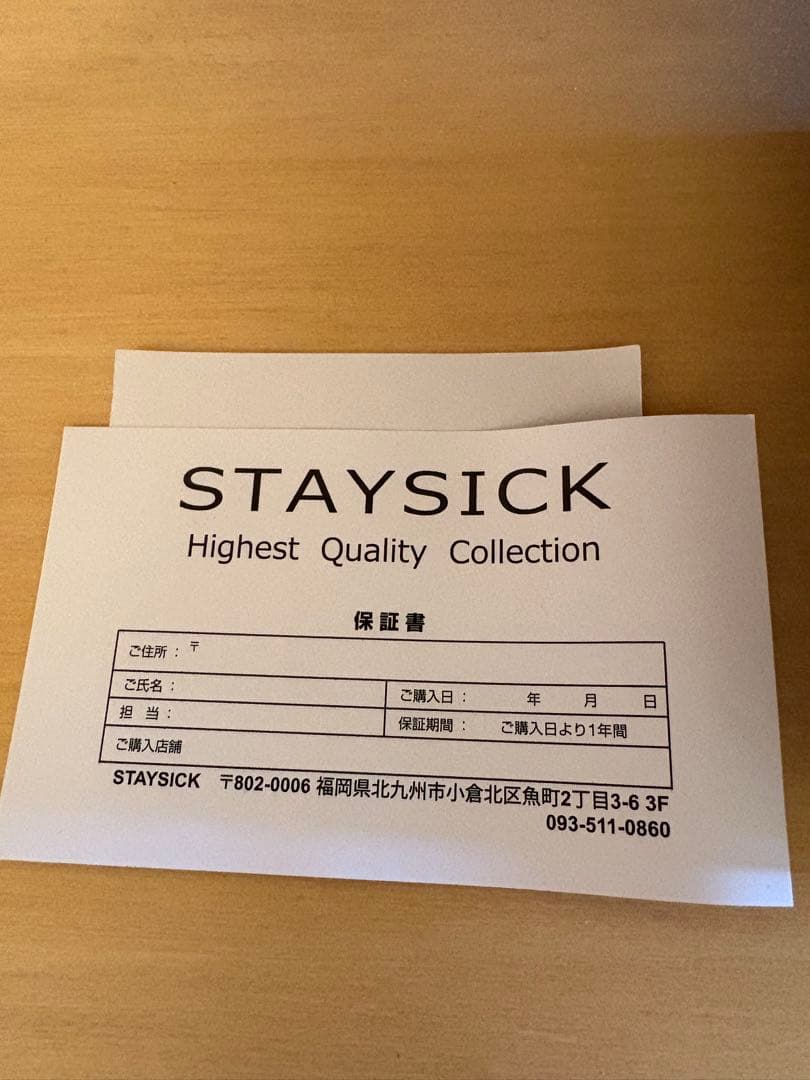 STAYSICK
Highest Quality Collection
保証書
ご住所 : 〒
ご氏名 :
ご購入日 : 年 月 日
担 当 :
保証期間 : ご購入日より1年間
ご購入店舗
STAYSICK 〒802-0006 福岡県北九州市小倉北区魚町2丁目3-6 3F
093-511-0860